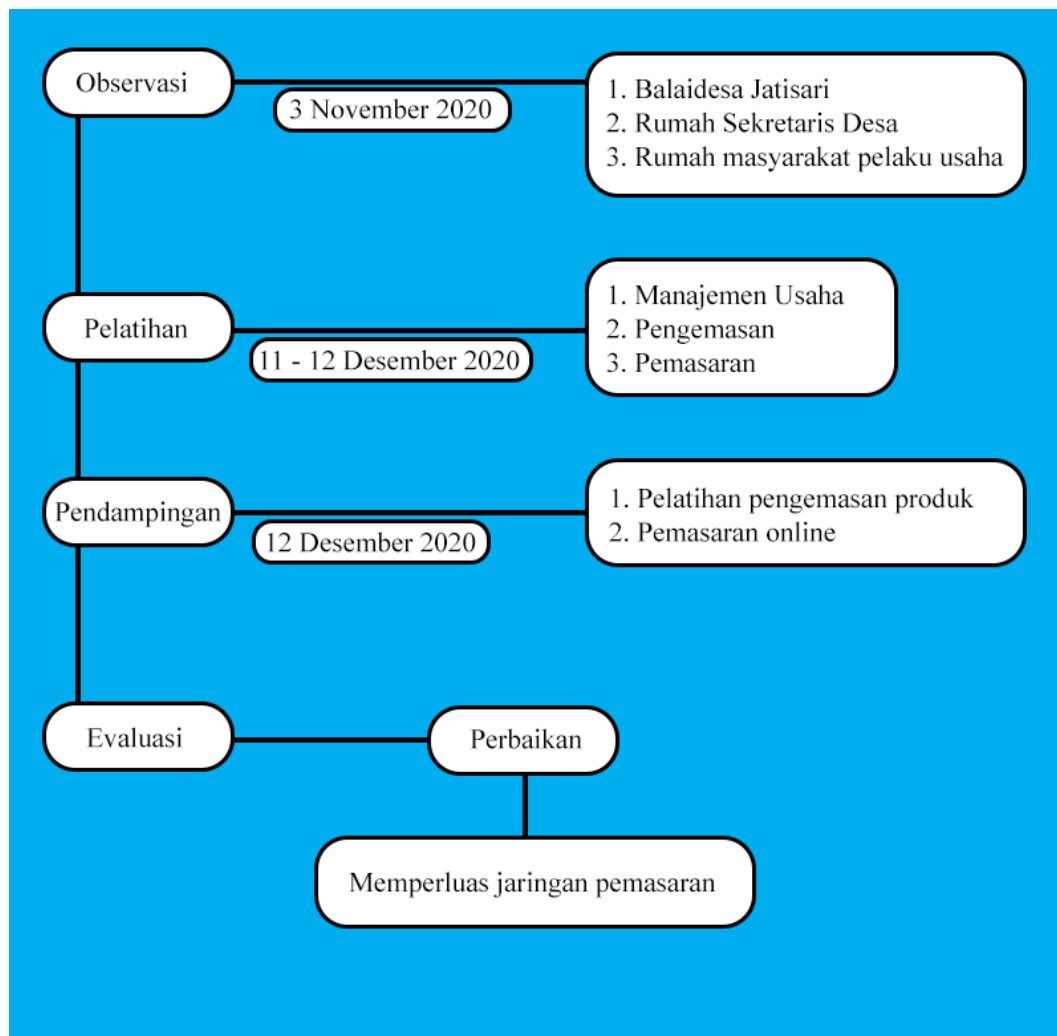 Observasi
3 November 2020
1. Balaidesa Jatisari
2. Rumah Sekretaris Desa
3. Rumah masyarakat pelaku usaha
Pelatihan
11 - 12 Desember 2020
1. Manajemen Usaha
2. Pengemasan
3. Pemasaran
Pendampingan
12 Desember 2020
1. Pelatihan pengemasan produk
2. Pemasaran online
Evaluasi
Perbaikan
Memperluas jaringan pemasaran